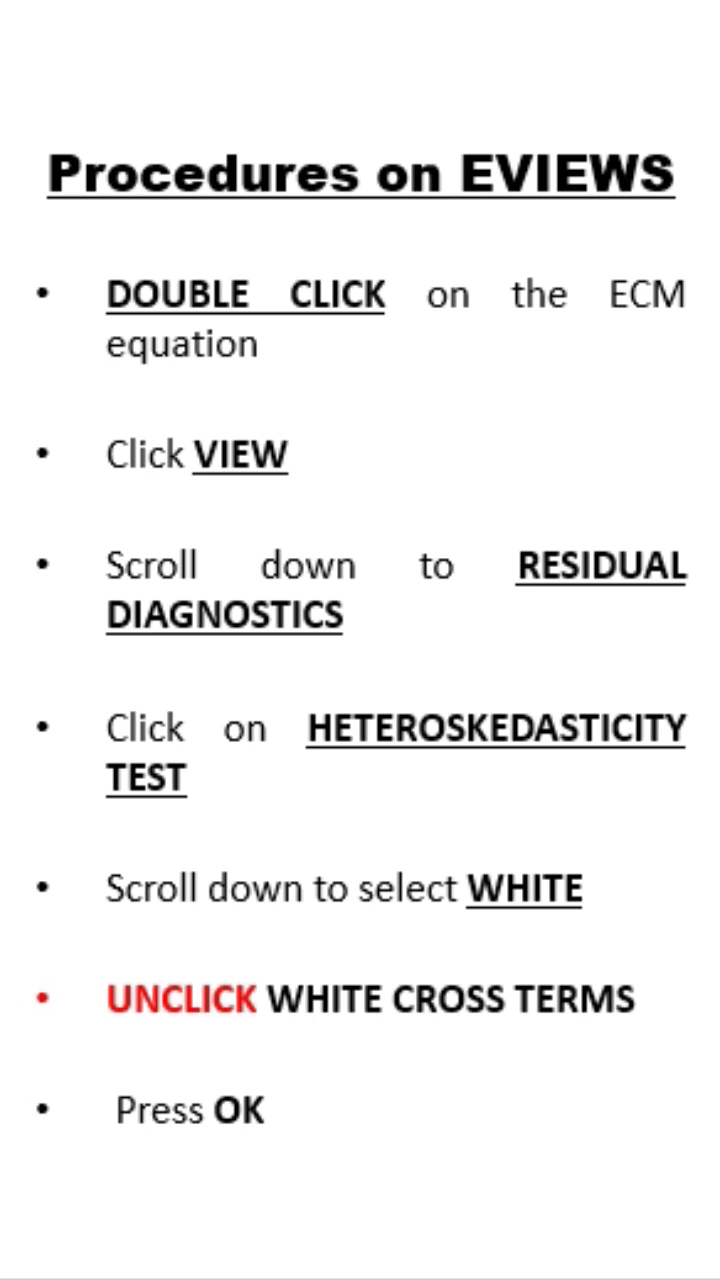 Procedures on EVIEWS
• DOUBLE CLICK on the ECM
equation
• Click VIEW
• Scroll down to RESIDUAL
DIAGNOSTICS
• Click on HETEROSKEDASTICITY
TEST
• Scroll down to select WHITE
• UNCLICK WHITE CROSS TERMS
• Press OK